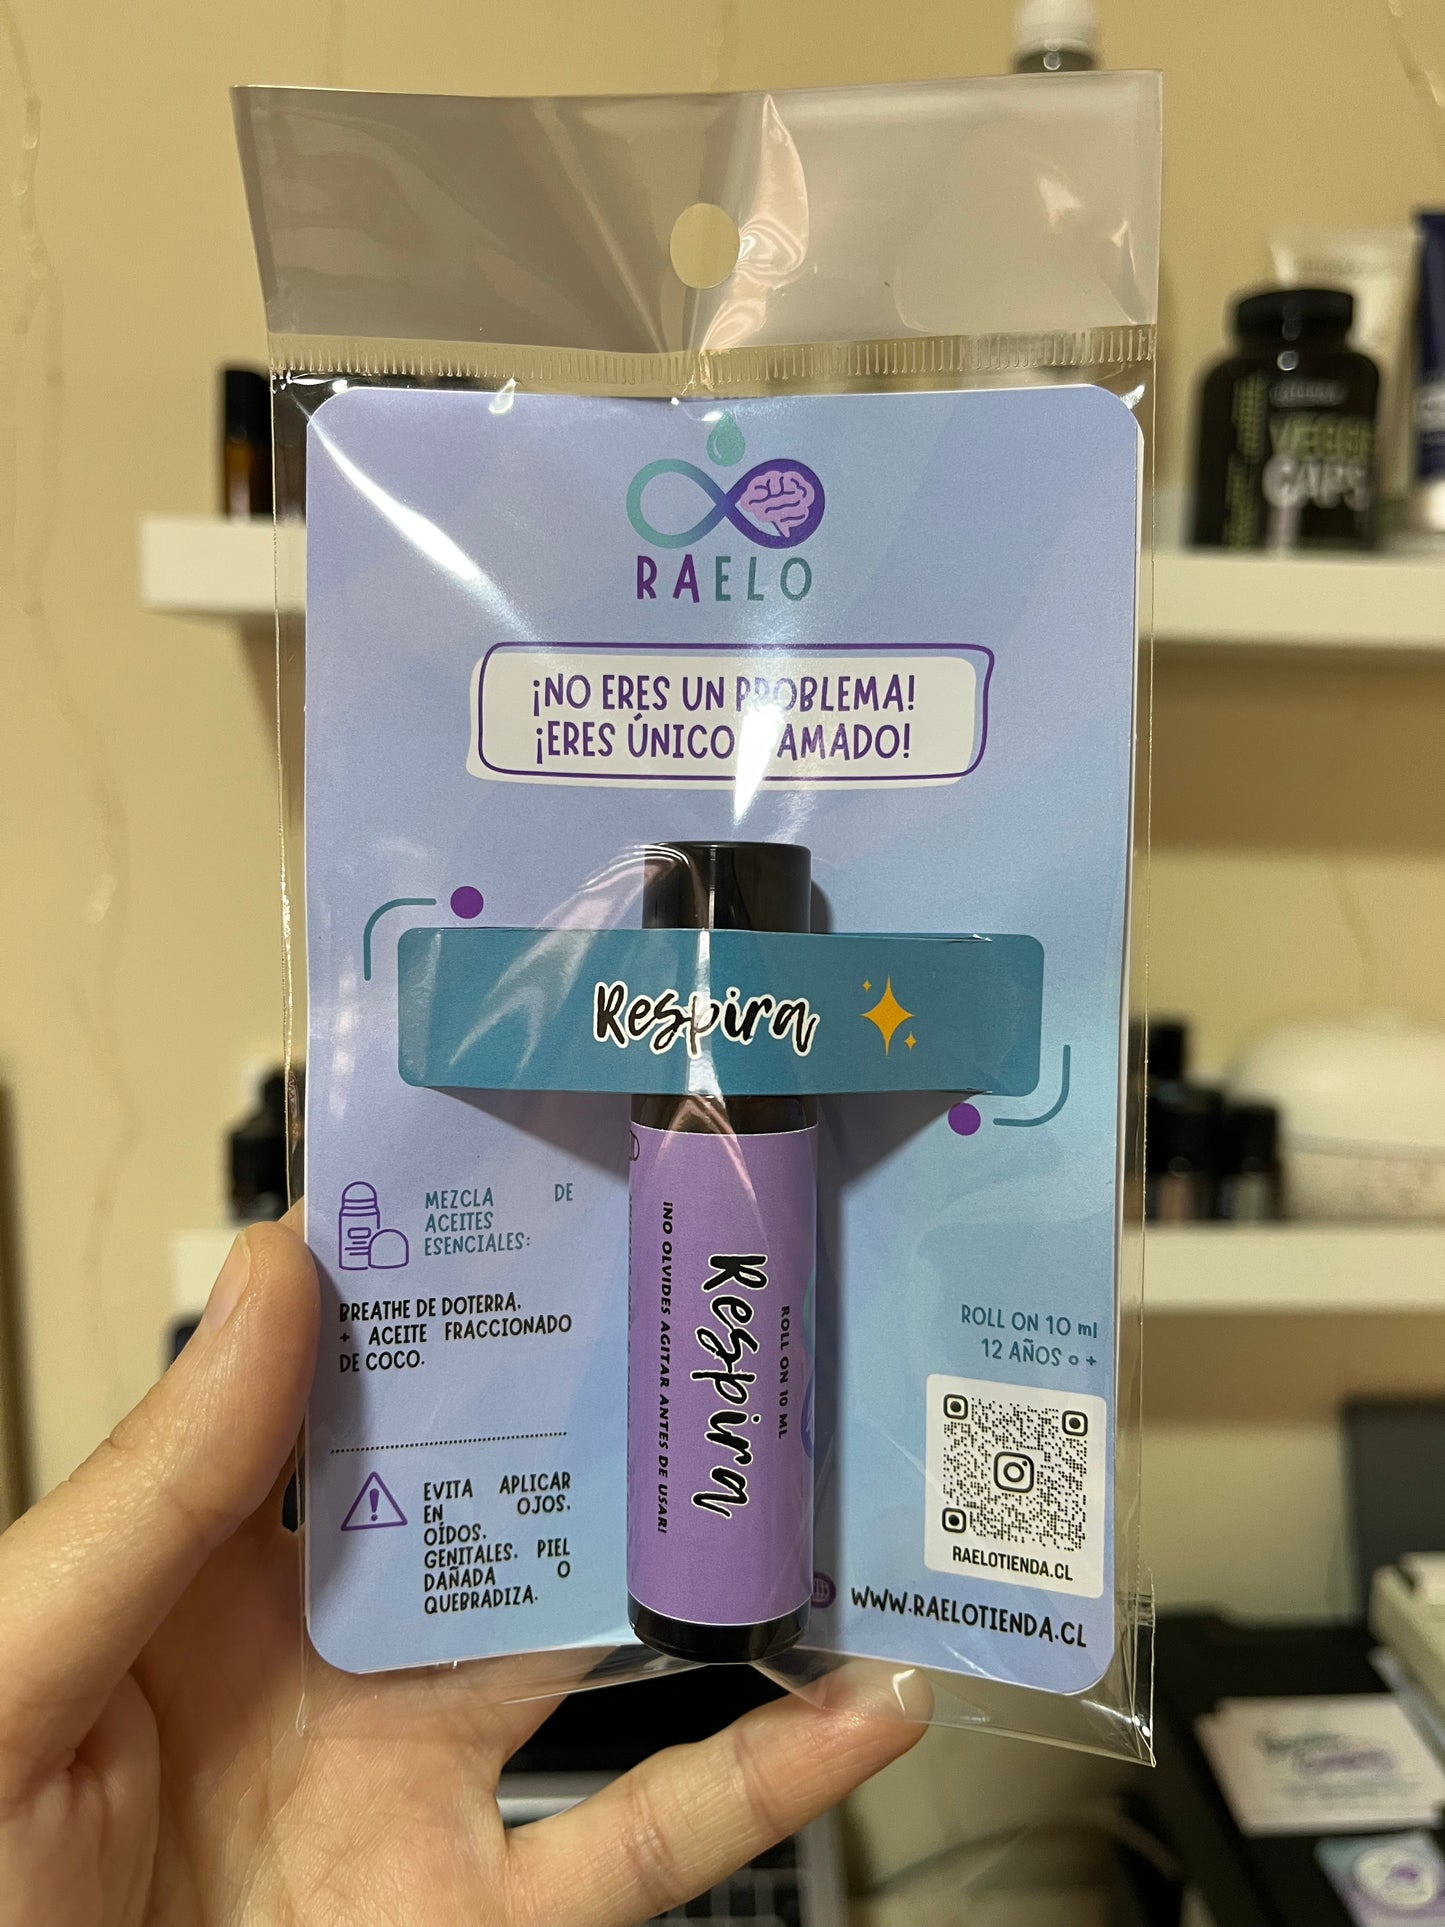 RAELO
¡NO ERES UN PROBLEMA!
¡ERES ÚNICO AMADO!
Respira
MEZCLA DE
ACEITES
ESENCIALES:
BREATHE DE DOTERRA.
+ ACEITE FRACCIONADO
DE COCO.
EVITA APLICAR
EN OJOS,
OÍDOS,
GENITALES, PIEL
DAÑADA O
QUEBRADIZA.
ROLL ON 10 ML
Respira
¡NO OLVIDES AGITAR ANTES DE USAR!
ROLL ON 10 ml
12 AÑOS o +
RAELOTIENDA.CL
WWW.RAELOTIENDA.CL
VEGGIE
CAPS